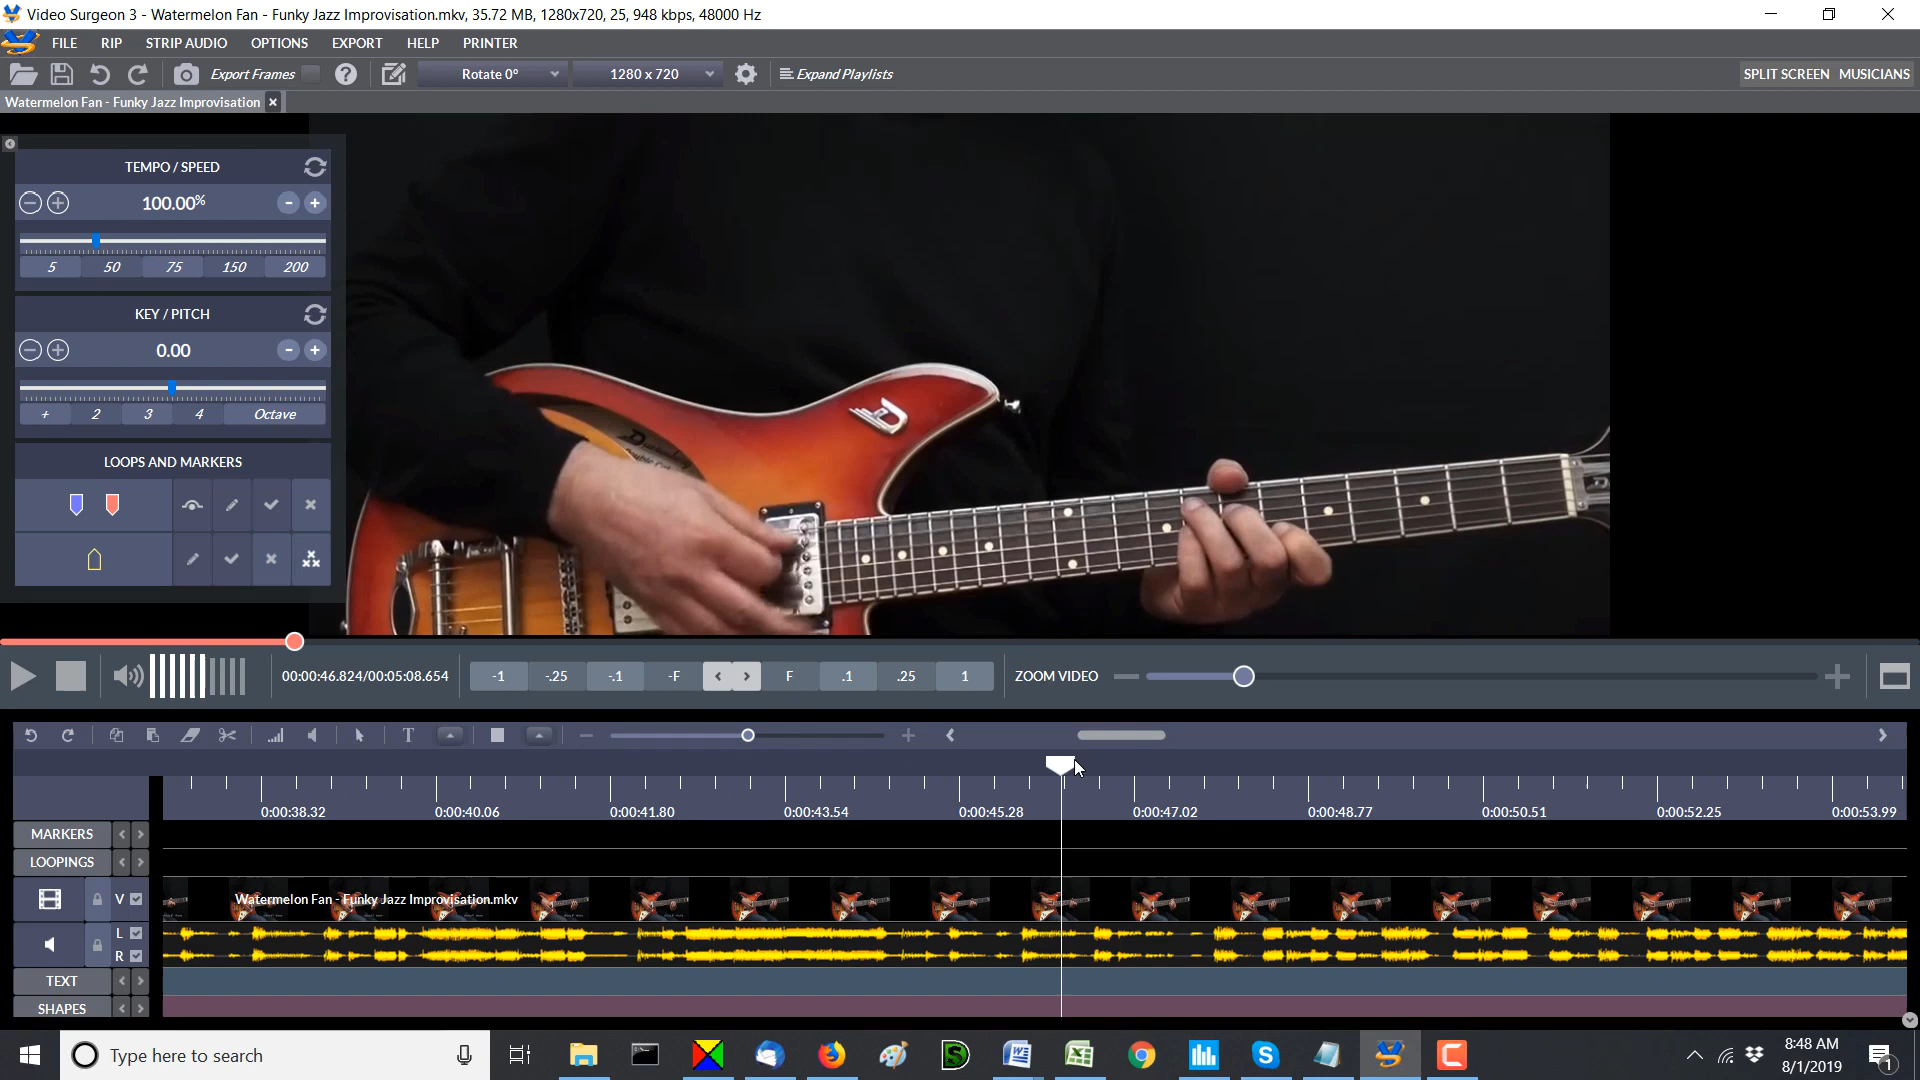 Video Surgeon 3 - Watermelon Fan - Funky Jazz Improvisation.mkv, 35.72 MB, 1280x720, 25, 948 kbps, 48000 Hz
FILE RIP STRIP AUDIO OPTIONS EXPORT HELP PRINTER
Export Frames Rotate 0° 1280 x 720 Expand Playlists SPLIT SCREEN MUSICIANS
Watermelon Fan - Funky Jazz Improvisation
TEMPO / SPEED
100.00%
5 50 75 150 200
KEY / PITCH
0.00
+ 2 3 4 Octave
LOOPS AND MARKERS
00:00:46.824/00:05:08.654 -1 -.25 -.1 -F < > F .1 .25 1 ZOOM VIDEO
T
0:00:38.32 0:00:40.06 0:00:41.80 0:00:43.54 0:00:45.28 0:00:47.02 0:00:48.77 0:00:50.51 0:00:52.25 0:00:53.99
MARKERS
LOOPINGS
V Watermelon Fan - Funky Jazz Improvisation.mkv
L
R
TEXT
SHAPES
Type here to search
8:48 AM
8/1/2019
1